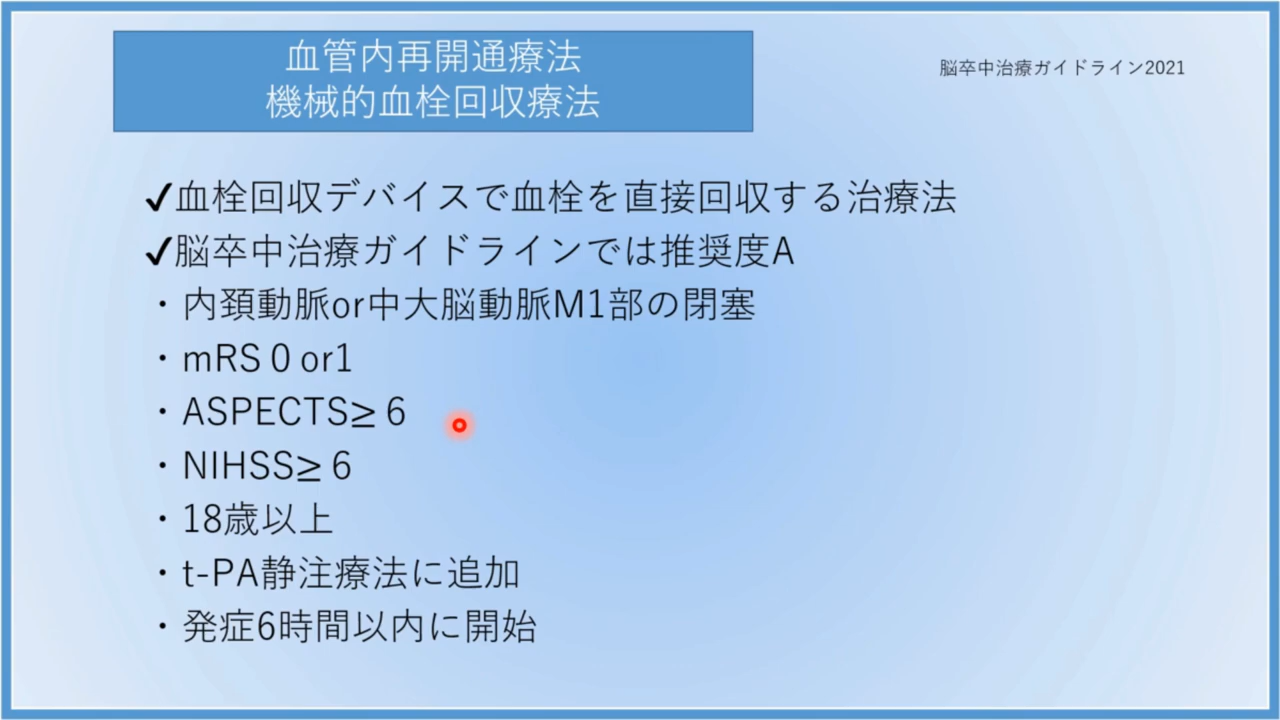 血管内再開通療法
機械的血栓回収療法
脳卒中治療ガイドライン2021
✔血栓回収デバイスで血栓を直接回収する治療法
✔脳卒中治療ガイドラインでは推奨度A
・内頚動脈or中大脳動脈M1部の閉塞
・mRS 0 or1
・ASPECTS≥ 6
・NIHSS≥ 6
・18歳以上
・t-PA静注療法に追加
・発症6時間以内に開始